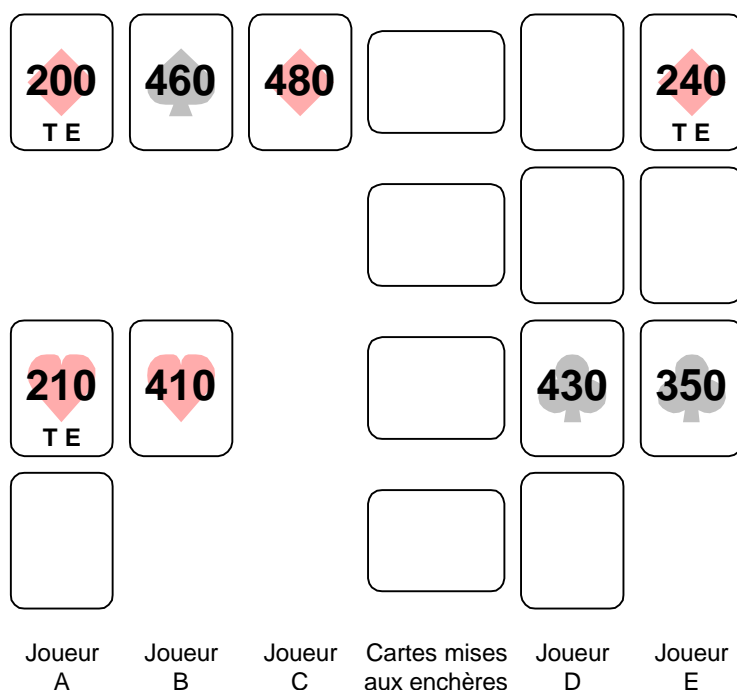 200 460 480 240
T E T E
210 410 430 350
T E
Joueur Joueur Joueur Cartes mises Joueur Joueur
A B C aux enchères D E